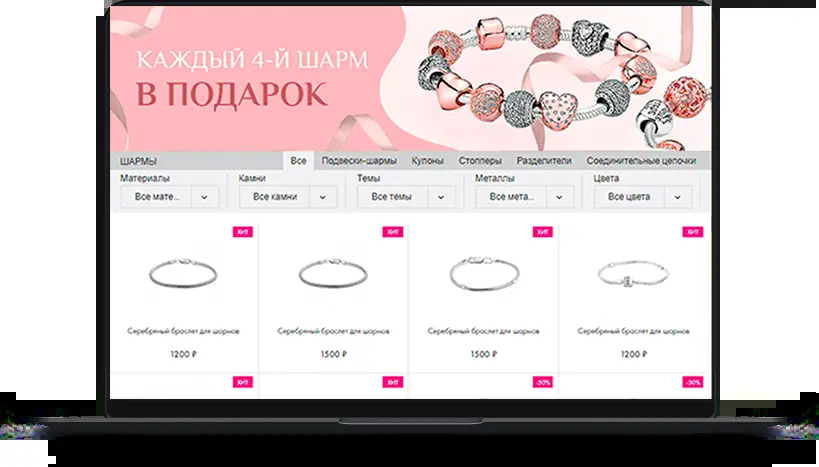 КАЖДЫЙ 4-Й ШАРМ
В ПОДАРОК
ШАРМЫ Все Подвески-шармы Кулоны Стопперы Разделители Соединительные цепочки
Материалы Камни Темы Металлы Цвета
Все мате... Все камни Все темы Все мета... Все цвета
ХИТ ХИТ ХИТ ХИТ
Серебряный браслет для шармов Серебряный браслет для шармов Серебряный браслет для шармов Серебряный браслет для шармов
1200 ₽ 1500 ₽ 1500 ₽ 1200 ₽
ХИТ ХИТ -50% -50%